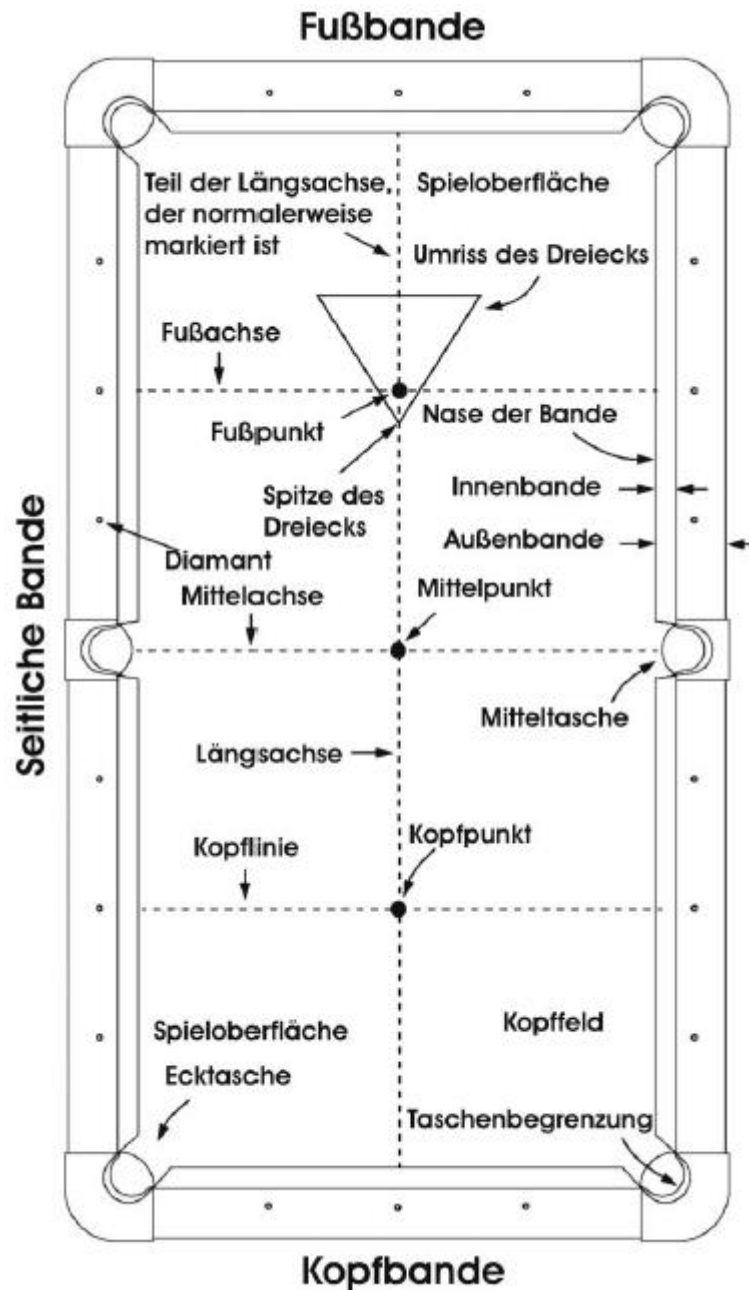 Fußbande
Teil der Längsachse,
der normalerweise
markiert ist
Spieloberfläche
Umriss des Dreiecks
Fußachse
Fußpunkt
Nase der Bande
Spitze des
Dreiecks
Innenbande
Außenbande
Diamant
Seitliche Bande
Mittelachse
Mittelpunkt
Mitteltasche
Längsachse
Kopfpunkt
Kopflinie
Spieloberfläche
Kopffeld
Ecktasche
Taschenbegrenzung
Kopfbande